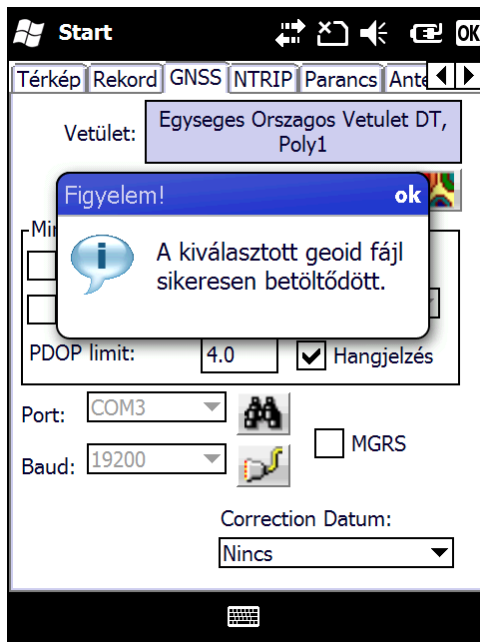 Start
OK
Térkép Rekord GNSS NTRIP Parancs Ante
Vetület:
Egyseges Orszagos Vetulet DT,
Poly1
Figyelem! ok
A kiválasztott geoid fájl
sikeresen betöltődött.
PDOP limit: 4.0 Hangjelzés
Port: COM3
MGRS
Baud: 19200
Correction Datum:
Nincs